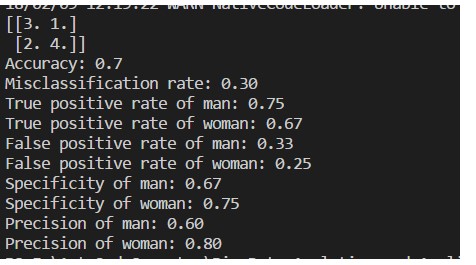 [[3. 1.]
[2. 4.]]
Accuracy: 0.7
Misclassification rate: 0.30
True positive rate of man: 0.75
True positive rate of woman: 0.67
False positive rate of man: 0.33
False positive rate of woman: 0.25
Specificity of man: 0.67
Specificity of woman: 0.75
Precision of man: 0.60
Precision of woman: 0.80